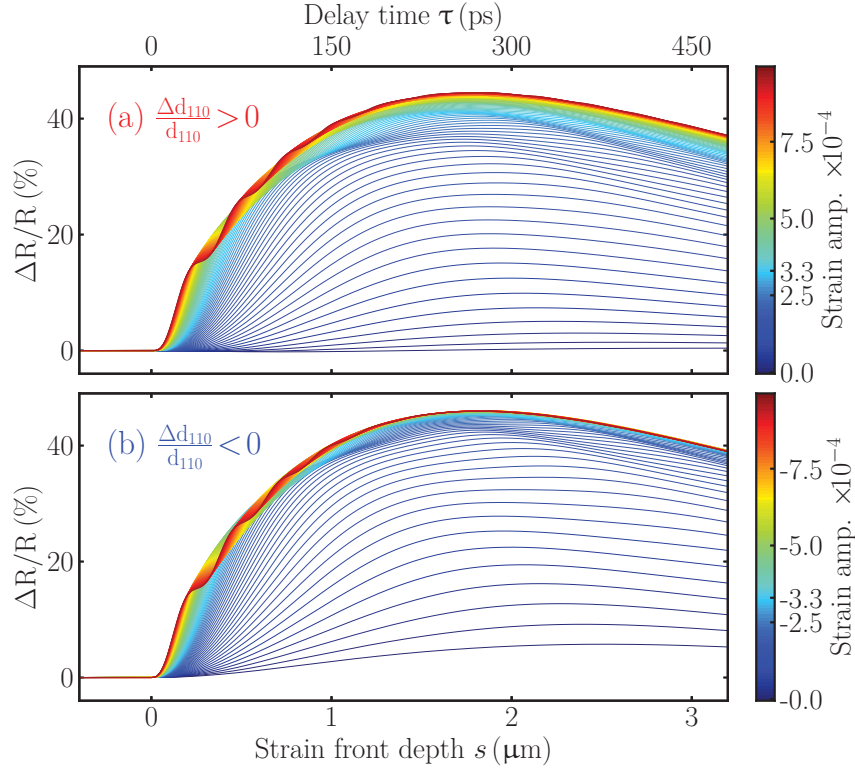 Delay time τ (ps)
0 150 300 450
(a) Δd₁₁₀/d₁₁₀ > 0
ΔR/R (%)
40
20
0
7.5
5.0
3.3
2.5
0.0
Strain amp. ×10⁻⁴
(b) Δd₁₁₀/d₁₁₀ < 0
ΔR/R (%)
40
20
0
-7.5
-5.0
-3.3
-2.5
-0.0
Strain amp. ×10⁻⁴
0 1 2 3
Strain front depth s (μm)